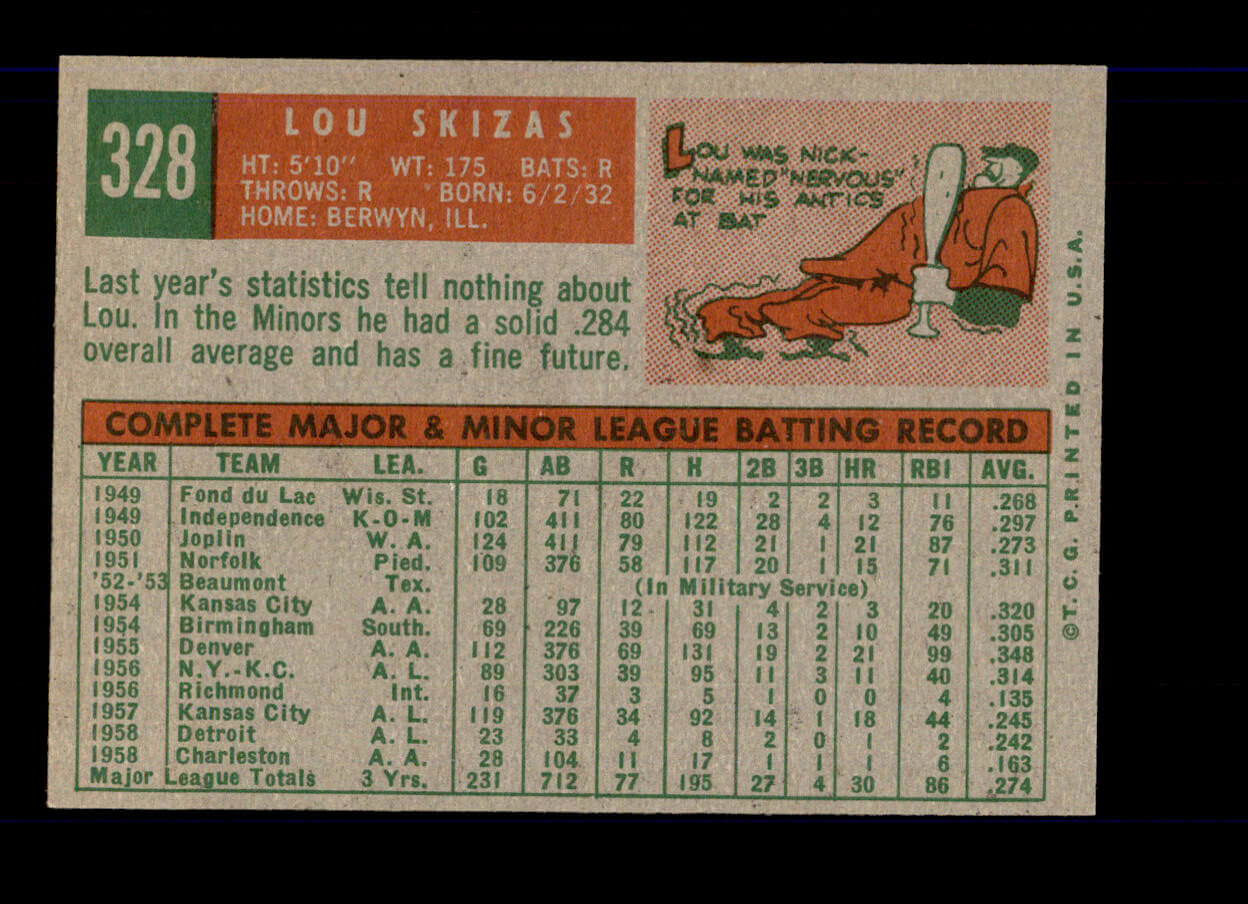 328
LOU SKIZAS
HT: 5'10" WT: 175 BATS: R
THROWS: R BORN: 6/2/32
HOME: BERWYN, ILL.
LOU WAS NICK-
NAMED "NERVOUS"
FOR HIS ANTICS
AT BAT
Last year's statistics tell nothing about
Lou. In the Minors he had a solid .284
overall average and has a fine future.
COMPLETE MAJOR & MINOR LEAGUE BATTING RECORD
YEAR TEAM LEA. G AB R H 2B 3B HR RBI AVG.
1949 Fond du Lac Wis. St. 18 71 22 19 2 2 3 11 .268
1949 Independence K-O-M 102 411 80 122 28 4 12 76 .297
1950 Joplin W. A. 124 411 79 112 21 1 21 87 .273
1951 Norfolk Pied. 109 376 58 117 20 1 15 71 .311
'52-'53 Beaumont Tex. (In Military Service)
1954 Kansas City A. A. 28 97 12 31 4 2 3 20 .320
1954 Birmingham South. 69 226 39 69 13 2 10 49 .305
1955 Denver A. A. 112 376 69 131 19 2 21 99 .348
1956 N.Y.-K.C. A. L. 89 303 39 95 11 3 11 40 .314
1956 Richmond Int. 16 37 3 5 1 0 0 4 .135
1957 Kansas City A. L. 119 376 34 92 14 1 18 44 .245
1958 Detroit A. L. 23 33 4 8 2 0 1 2 .242
1958 Charleston A. A. 28 104 11 17 1 1 1 6 .163
Major League Totals 3 Yrs. 231 712 77 195 27 4 30 86 .274
©T. C. G. PRINTED IN U.S.A.